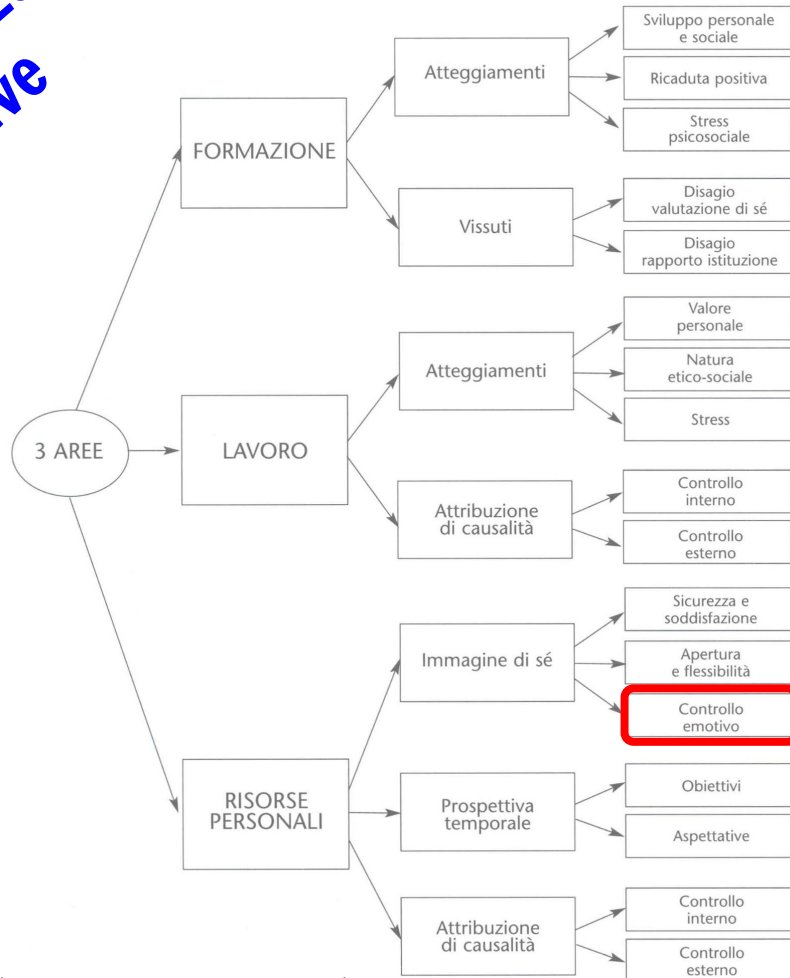 Sviluppo personale
e sociale
Atteggiamenti
Ricaduta positiva
Stress
psicosociale
FORMAZIONE
Disagio
valutazione di sé
Vissuti
Disagio
rapporto istituzione
Valore
personale
Atteggiamenti
Natura
etico-sociale
Stress
3 AREE
LAVORO
Controllo
interno
Attribuzione
di causalità
Controllo
esterno
Sicurezza e
soddisfazione
Immagine di sé
Apertura
e flessibilità
Controllo
emotivo
RISORSE
PERSONALI
Prospettiva
temporale
Obiettivi
Aspettative
Controllo
interno
Attribuzione
di causalità
Controllo
esterno